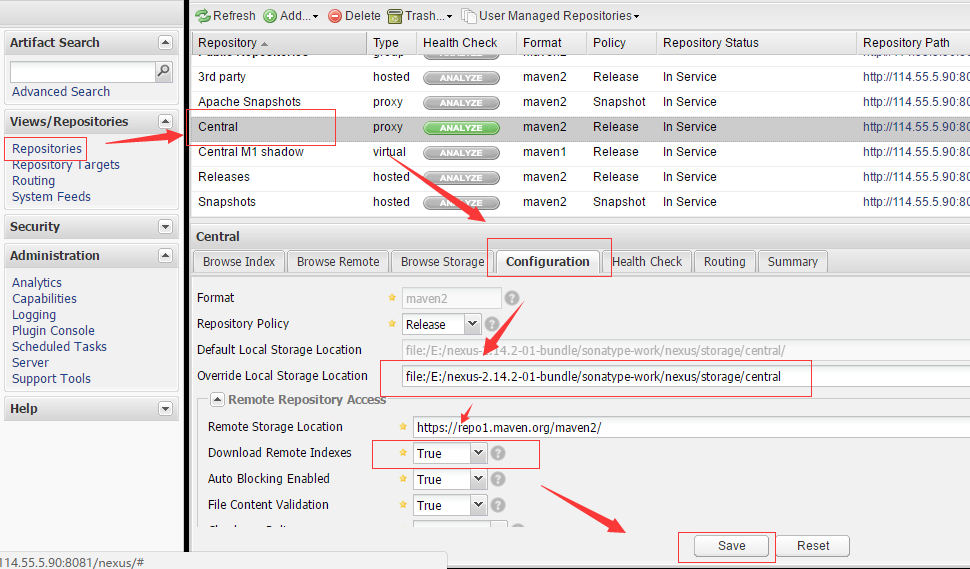 Refresh Add... Delete Trash... User Managed Repositories
Artifact Search
Advanced Search
Views/Repositories
Repositories
Repository Targets
Routing
System Feeds
Security
Administration
Analytics
Capabilities
Logging
Plugin Console
Scheduled Tasks
Server
Support Tools
Help
Repository Type Health Check Format Policy Repository Status Repository Path
3rd party hosted ANALYZE maven2 Release In Service http://114.55.5.90:80
Apache Snapshots proxy ANALYZE maven2 Snapshot In Service http://114.55.5.90:80
Central proxy ANALYZE maven2 Release In Service http://114.55.5.90:80
Central M1 shadow virtual ANALYZE maven1 Release In Service http://114.55.5.90:80
Releases hosted ANALYZE maven2 Release In Service http://114.55.5.90:80
Snapshots hosted ANALYZE maven2 Snapshot In Service http://114.55.5.90:80
Central
Browse Index Browse Remote Browse Storage Configuration Health Check Routing Summary
Format maven2
Repository Policy Release
Default Local Storage Location file:/E:/nexus-2.14.2-01-bundle/sonatype-work/nexus/storage/central/
Override Local Storage Location file:/E:/nexus-2.14.2-01-bundle/sonatype-work/nexus/storage/central
Remote Repository Access
Remote Storage Location https://repo1.maven.org/maven2/
Download Remote Indexes True
Auto Blocking Enabled True
File Content Validation True
Save Reset
114.55.5.90:8081/nexus/#